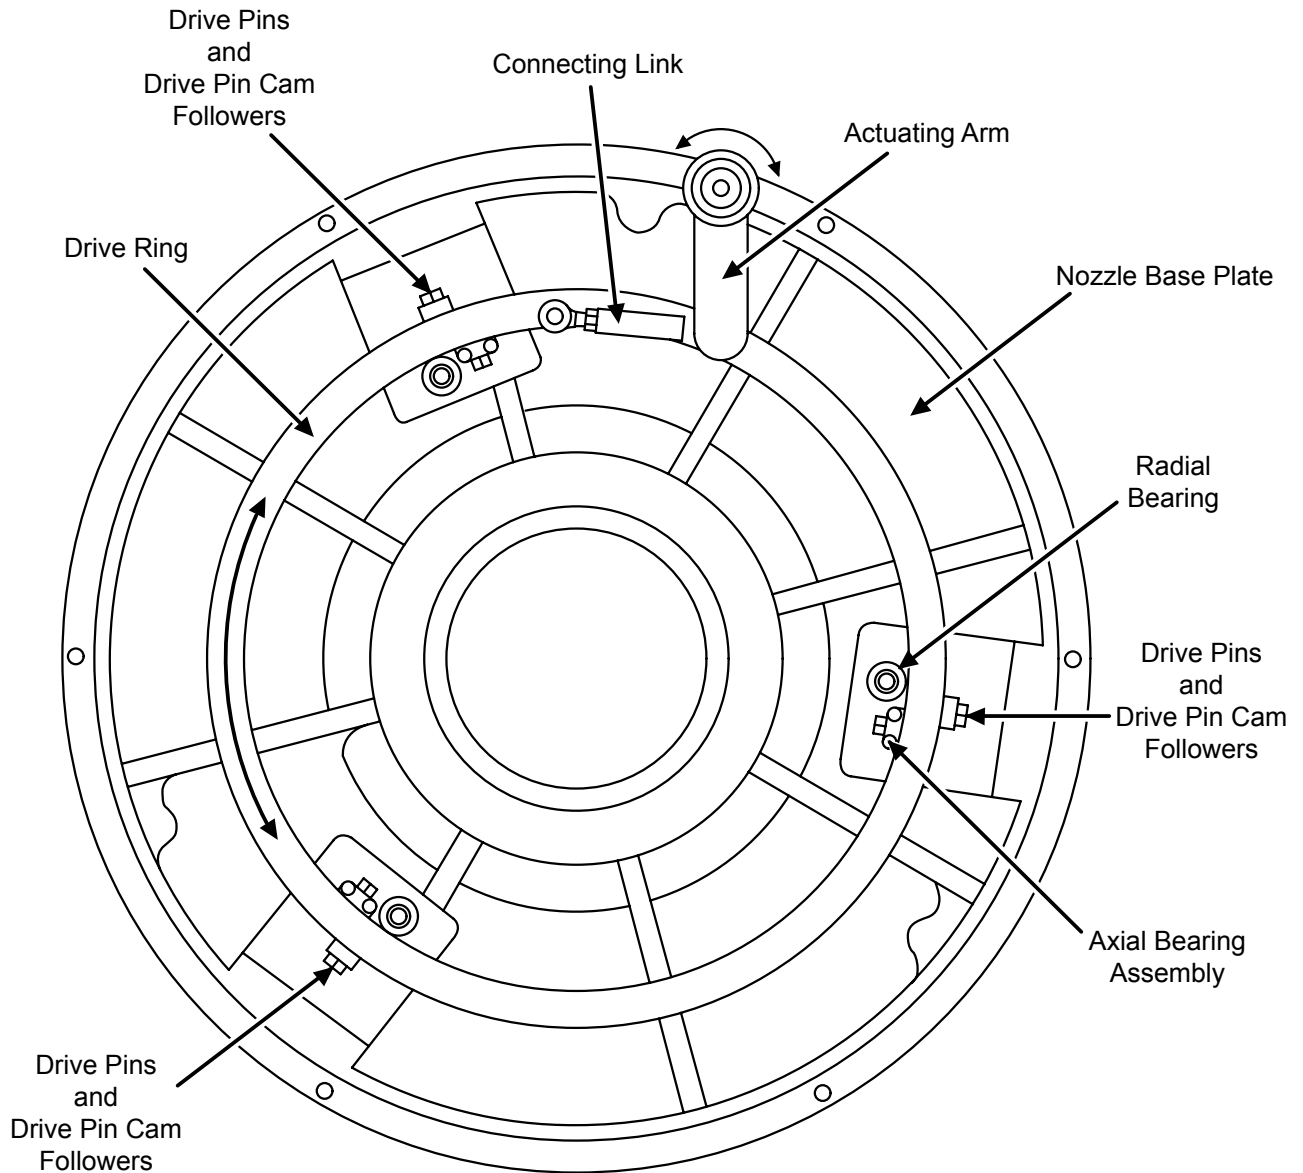 Drive Pins
and
Drive Pin Cam
Followers
Connecting Link
Actuating Arm
Drive Ring
Nozzle Base Plate
Radial
Bearing
Drive Pins
and
Drive Pin Cam
Followers
Axial Bearing
Assembly
Drive Pins
and
Drive Pin Cam
Followers